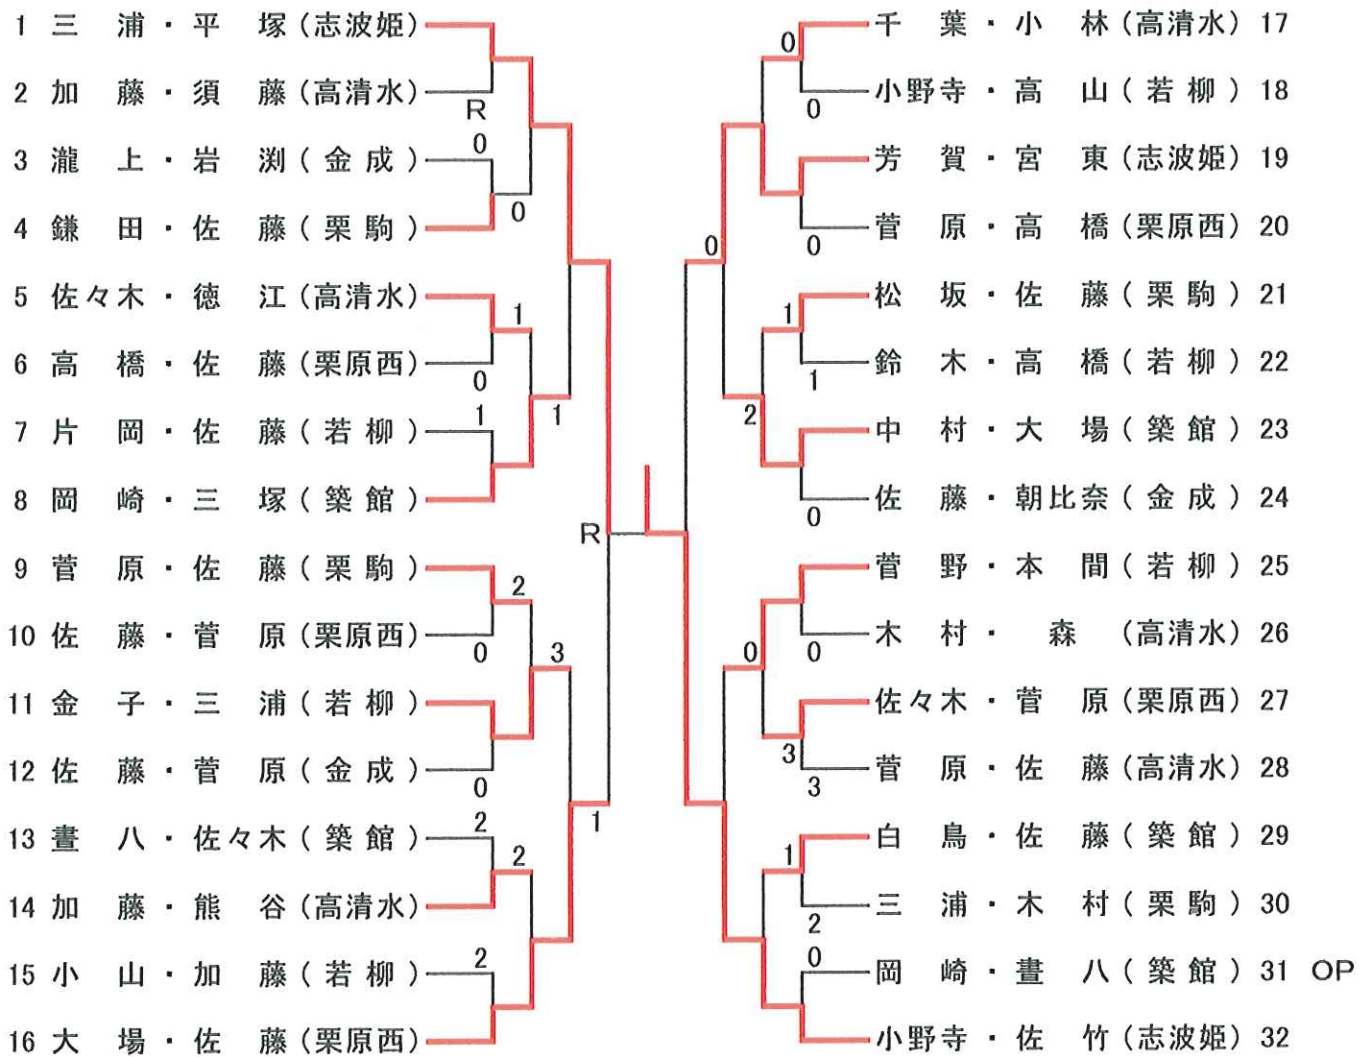 1 三浦・平塚(志波姫)
2 加藤・須藤(高清水)
R
0
3 瀧上・岩渕(金成)
0
4 鎌田・佐藤(栗駒)
5 佐々木・徳江(高清水)
1
6 高橋・佐藤(栗原西)
0
1
1
7 片岡・佐藤(若柳)
8 岡崎・三塚(築館)
R
9 菅原・佐藤(栗駒)
2
10 佐藤・菅原(栗原西)
0
3
11 金子・三浦(若柳)
12 佐藤・菅原(金成)
0
1
2
13 晝八・佐々木(築館)
2
14 加藤・熊谷(高清水)
2
15 小山・加藤(若柳)
16 大場・佐藤(栗原西)
千葉・小林(高清水) 17
0
小野寺・高山(若柳) 18
0
芳賀・宮東(志波姫) 19
菅原・高橋(栗原西) 20
0
0
松坂・佐藤(栗駒) 21
1
鈴木・高橋(若柳) 22
1
2
中村・大場(築館) 23
佐藤・朝比奈(金成) 24
0
菅野・本間(若柳) 25
木村・森(高清水) 26
0
0
佐々木・菅原(栗原西) 27
3
菅原・佐藤(高清水) 28
3
白鳥・佐藤(築館) 29
1
三浦・木村(栗駒) 30
2
0
岡崎・晝八(築館) 31 OP
小野寺・佐竹(志波姫) 32